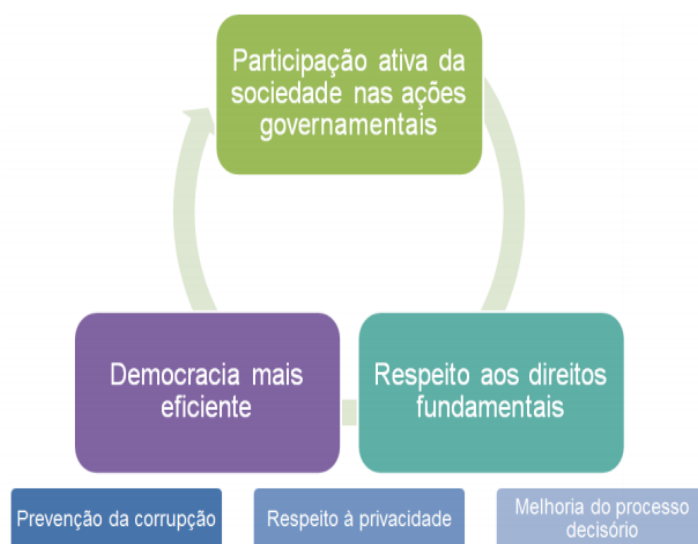 Participação ativa da
sociedade nas ações
governamentais
Democracia mais
eficiente
Respeito aos direitos
fundamentais
Prevenção da corrupção
Respeito à privacidade
Melhoria do processo
decisório